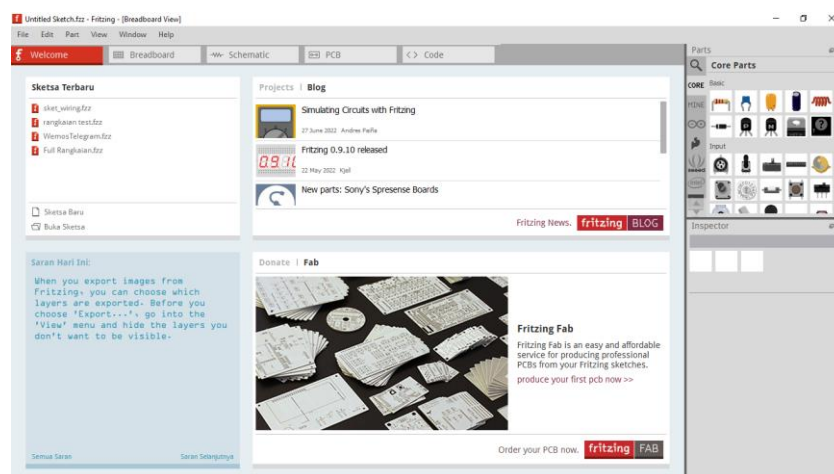 Untitled Sketch.fzz - Fritzing - [Breadboard View]
File Edit Part View Window Help
Welcome Breadboard Schematic PCB <> Code
Parts
Core Parts
CORE Basic
MINE
Input
Inspector
Sketsa Terbaru
sket_wiring.fzz
rangkaian test.fzz
WemosTelegram.fzz
Full Rangkaian.fzz
Sketsa Baru
Buka Sketsa
Projects | Blog
Simulating Circuits with Fritzing
27 June 2022 Andres Faiña
Fritzing 0.9.10 released
22 May 2022 Kjell
New parts: Sony's Spresense Boards
Fritzing News. fritzing BLOG
Saran Hari Ini:
When you export images from
Fritzing, you can choose which
layers are exported. Before you
choose 'Export...', go into the
'View' menu and hide the layers you
don't want to be visible.
Semua Saran Saran Selanjutnya
Donate | Fab
Fritzing Fab
Fritzing Fab is an easy and affordable
service for producing professional
PCBs from your Fritzing sketches.
produce your first pcb now >>
Order your PCB now. fritzing FAB